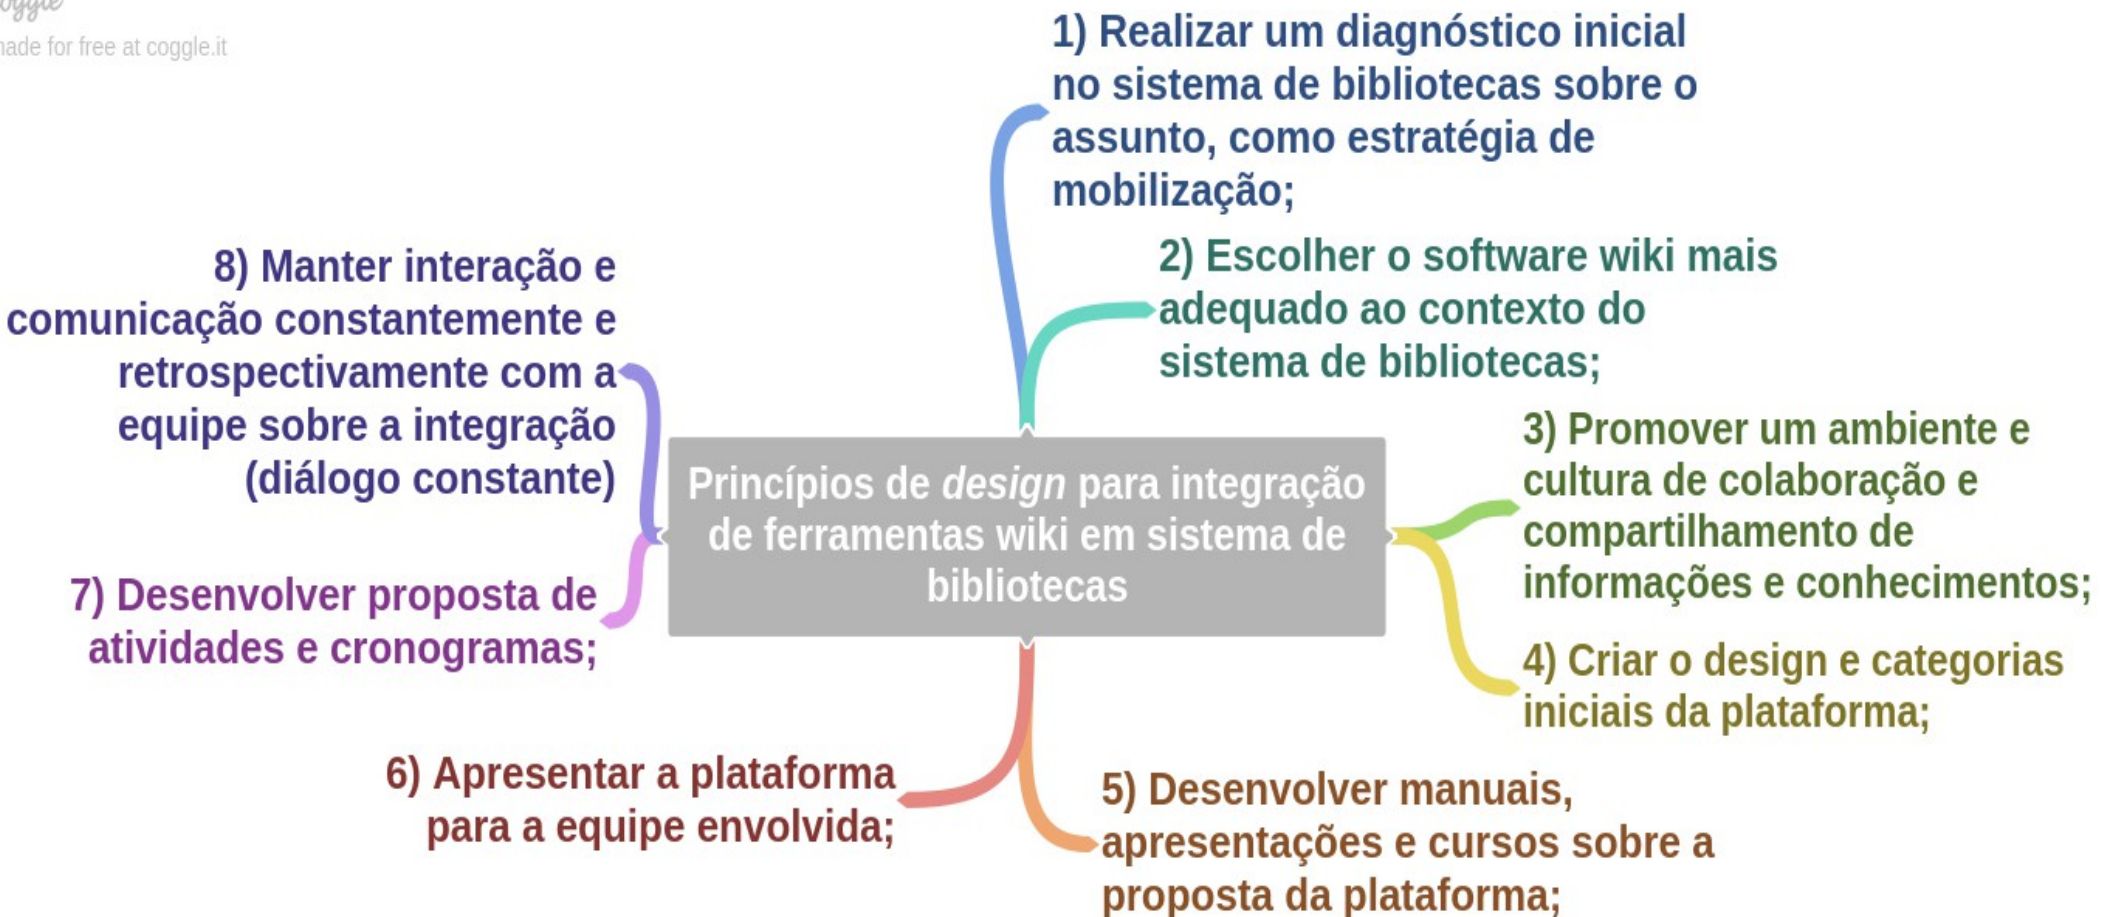 made for free at coggle.it
1) Realizar um diagnóstico inicial
no sistema de bibliotecas sobre o
assunto, como estratégia de
mobilização;
2) Escolher o software wiki mais
adequado ao contexto do
sistema de bibliotecas;
3) Promover um ambiente e
cultura de colaboração e
compartilhamento de
informações e conhecimentos;
4) Criar o design e categorias
iniciais da plataforma;
5) Desenvolver manuais,
apresentações e cursos sobre a
proposta da plataforma;
6) Apresentar a plataforma
para a equipe envolvida;
7) Desenvolver proposta de
atividades e cronogramas;
8) Manter interação e
comunicação constantemente e
retrospectivamente com a
equipe sobre a integração
(diálogo constante)
Princípios de design para integração
de ferramentas wiki em sistema de
bibliotecas